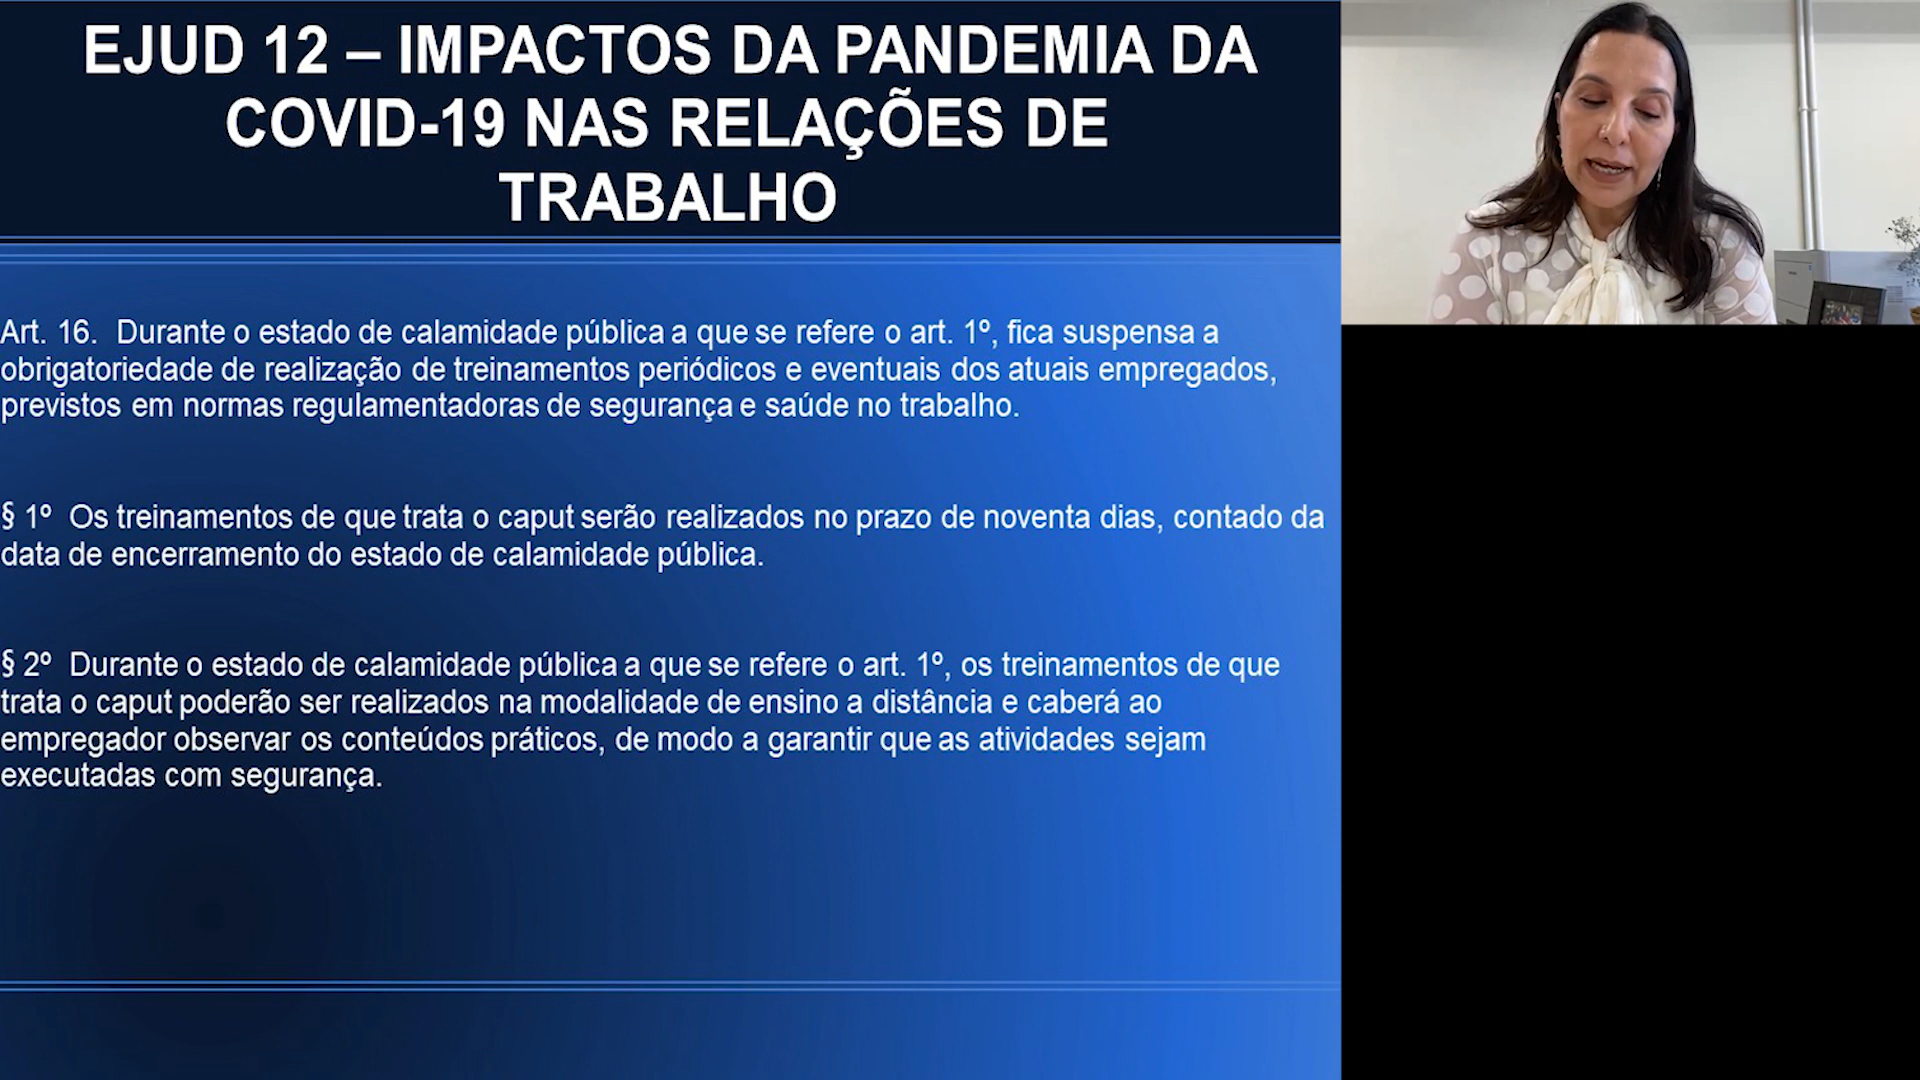 EJUD 12 – IMPACTOS DA PANDEMIA DA
COVID-19 NAS RELAÇÕES DE
TRABALHO
Art. 16.  Durante o estado de calamidade pública a que se refere o art. 1º, fica suspensa a
obrigatoriedade de realização de treinamentos periódicos e eventuais dos atuais empregados,
previstos em normas regulamentadoras de segurança e saúde no trabalho.
§ 1º  Os treinamentos de que trata o caput serão realizados no prazo de noventa dias, contado da
data de encerramento do estado de calamidade pública.
§ 2º  Durante o estado de calamidade pública a que se refere o art. 1º, os treinamentos de que
trata o caput poderão ser realizados na modalidade de ensino a distância e caberá ao
empregador observar os conteúdos práticos, de modo a garantir que as atividades sejam
executadas com segurança.